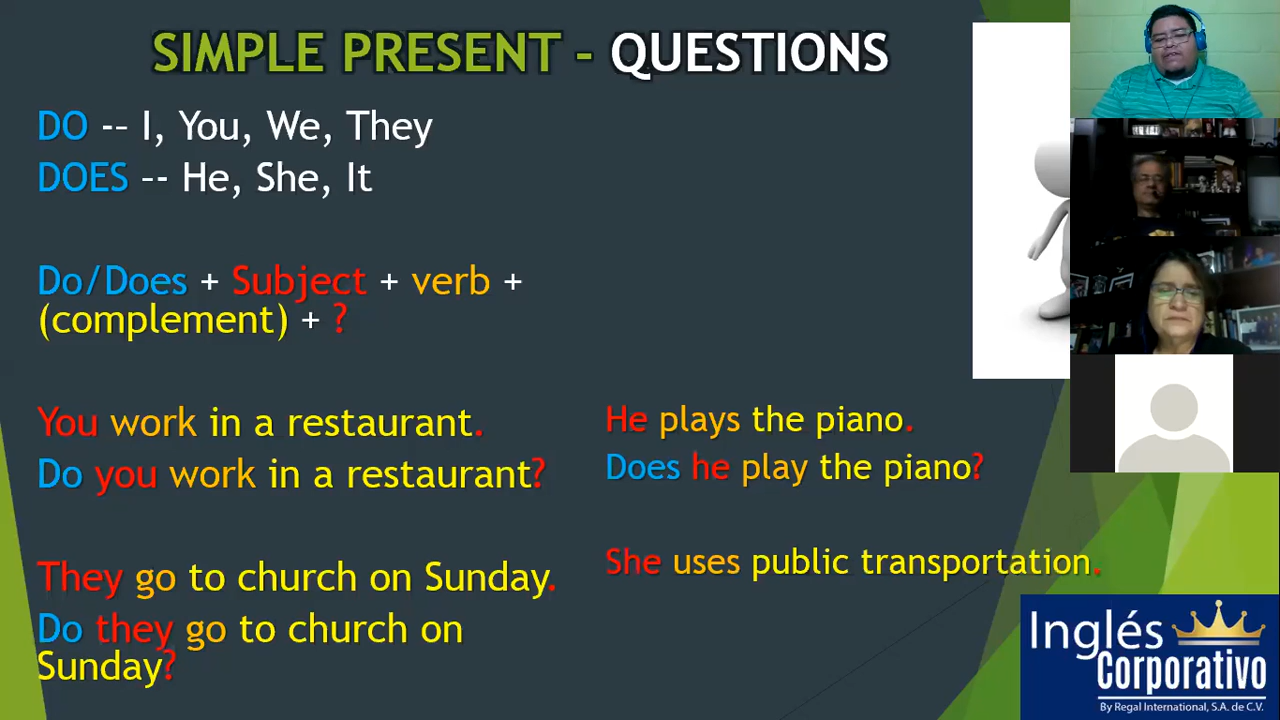 SIMPLE PRESENT - QUESTIONS
DO -- I, You, We, They
DOES -- He, She, It
Do/Does + Subject + verb +
(complement) + ?
You work in a restaurant.
Do you work in a restaurant?
They go to church on Sunday.
Do they go to church on
Sunday?
He plays the piano.
Does he play the piano?
She uses public transportation.
Inglés
Corporativo
By Regal International, S.A. de C.V.